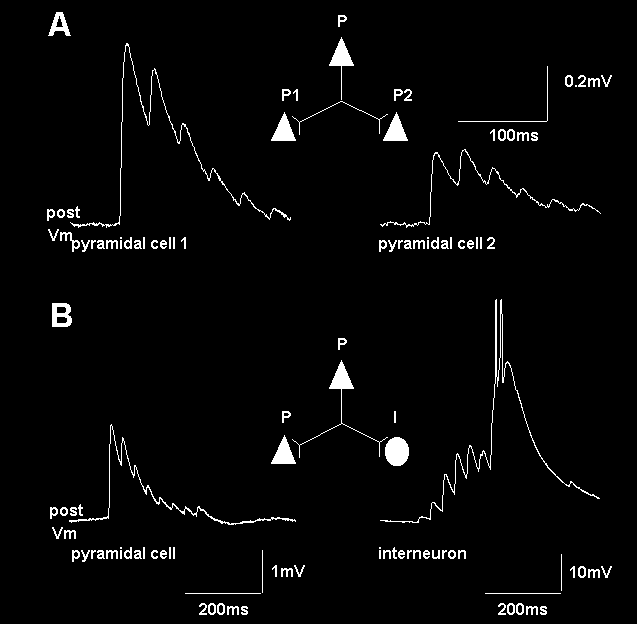 A
P
P1 P2
0.2mV
100ms
post
Vm
pyramidal cell 1
pyramidal cell 2
B
P
P I
post
Vm
pyramidal cell
interneuron
1mV
10mV
200ms
200ms